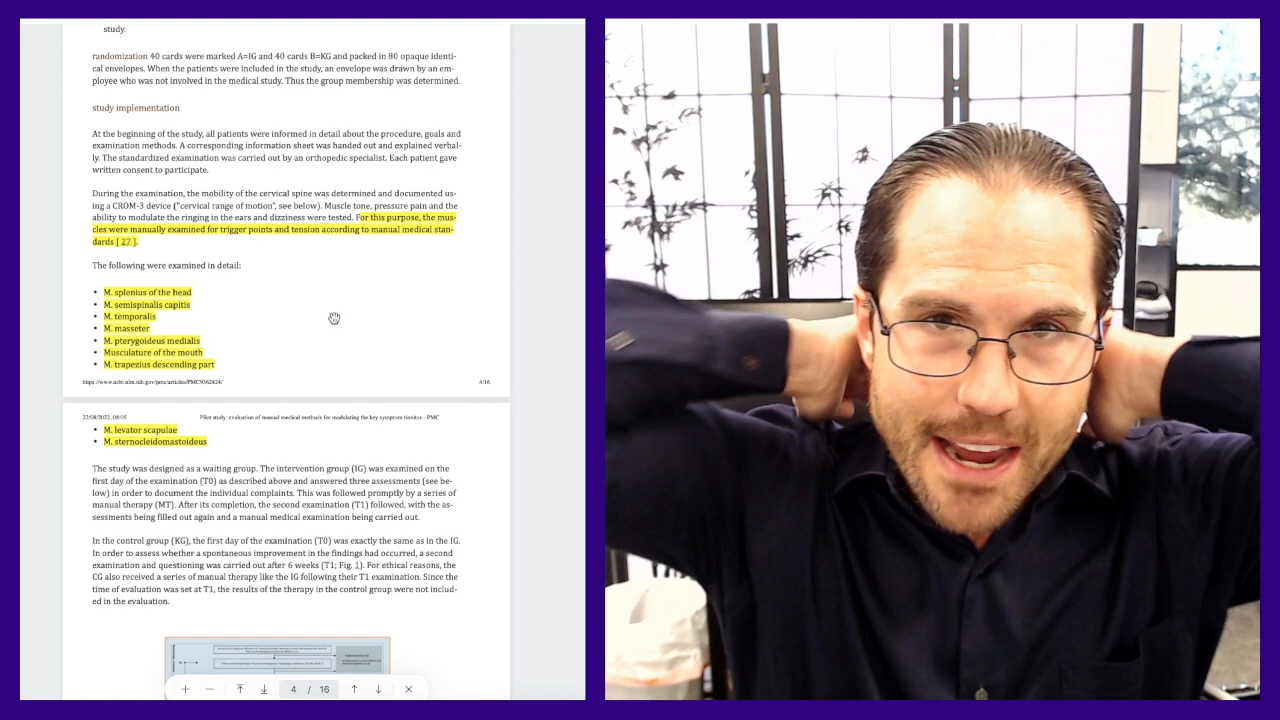 study.
randomization 40 cards were marked A=IG and 40 cards B=KG and packed in 80 opaque identi-
cal envelopes. When the patients were included in the study, an envelope was drawn by an em-
ployee who was not involved in the medical study. Thus the group membership was determined.
study implementation
At the beginning of the study, all patients were informed in detail about the procedure, goals and
examination methods. A corresponding information sheet was handed out and explained verbal-
ly. The standardized examination was carried out by an orthopedic specialist. Each patient gave
written consent to participate.
During the examination, the mobility of the cervical spine was determined and documented us-
ing a CROM-3 device ("cervical range of motion", see below). Muscle tone, pressure pain and the
ability to modulate the ringing in the ears and dizziness were tested. For this purpose, the mus-
cles were manually examined for trigger points and tension according to manual medical stan-
dards [ 27 ].
The following were examined in detail:
• M. splenius of the head
• M. semispinalis capitis
• M. temporalis
• M. masseter
• M. pterygoideus medialis
• Musculature of the mouth
• M. trapezius descending part
https://www.ncbi.nlm.nih.gov/pmc/articles/PMC9362424/ 4/16
22/08/2022, 08:05 Pilot study: evaluation of manual medical methods for modulating the key symptom tinnitus - PMC
• M. levator scapulae
• M. sternocleidomastoideus
The study was designed as a waiting group. The intervention group (IG) was examined on the
first day of the examination (T0) as described above and answered three assessments (see be-
low) in order to document the individual complaints. This was followed promptly by a series of
manual therapy (MT). After its completion, the second examination (T1) followed, with the as-
sessments being filled out again and a manual medical examination being carried out.
In the control group (KG), the first day of the examination (T0) was exactly the same as in the IG.
In order to assess whether a spontaneous improvement in the findings had occurred, a second
examination and questioning was carried out after 6 weeks (T1; Fig. 1). For ethical reasons, the
CG also received a series of manual therapy like the IG following their T1 examination. Since the
time of evaluation was set at T1, the results of the therapy in the control group were not includ-
ed in the evaluation.
4 / 16